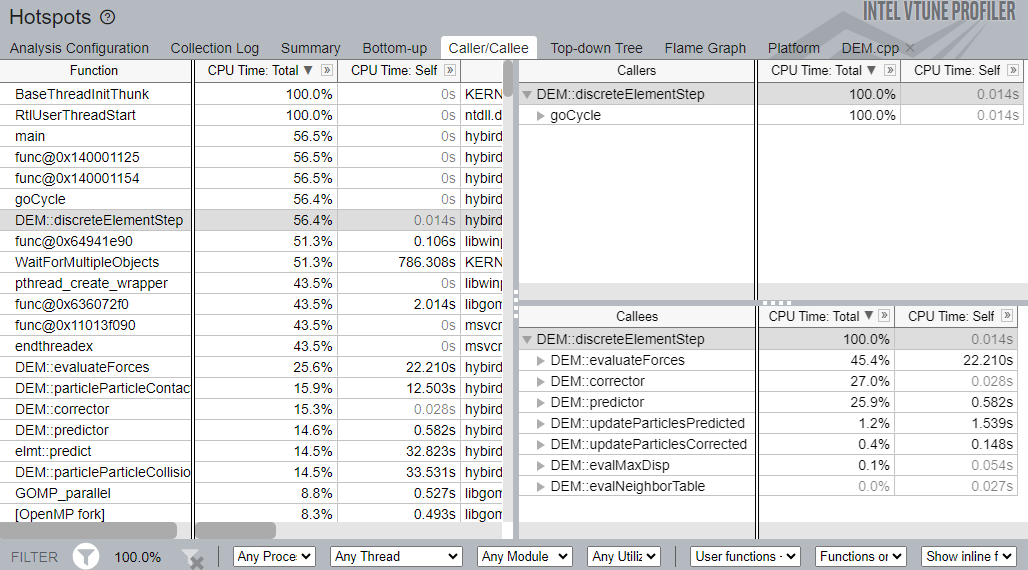 Hotspots ?
INTEL VTUNE PROFILER
Analysis Configuration Collection Log Summary Bottom-up Caller/Callee Top-down Tree Flame Graph Platform DEM.cpp ×
Function CPU Time: Total ▼ » CPU Time: Self »
BaseThreadInitThunk 100.0% 0s KERN
RtlUserThreadStart 100.0% 0s ntdll.d
main 56.5% 0s hybird
func@0x140001125 56.5% 0s hybird
func@0x140001154 56.5% 0s hybird
goCycle 56.4% 0s hybird
DEM::discreteElementStep 56.4% 0.014s hybird
func@0x64941e90 51.3% 0.106s libwinp
WaitForMultipleObjects 51.3% 786.308s KERN
pthread_create_wrapper 43.5% 0s libwinp
func@0x636072f0 43.5% 2.014s libgom
func@0x11013f090 43.5% 0s msvcr
endthreadex 43.5% 0s msvcr
DEM::evaluateForces 25.6% 22.210s hybird
DEM::particleParticleContac 15.9% 12.503s hybird
DEM::corrector 15.3% 0.028s hybird
DEM::predictor 14.6% 0.582s hybird
elmt::predict 14.5% 32.823s hybird
DEM::particleParticleCollisio 14.5% 33.531s hybird
GOMP_parallel 8.8% 0.527s libgom
[OpenMP fork] 8.3% 0.493s libgom
Callers CPU Time: Total ▼ » CPU Time: Self »
DEM::discreteElementStep 100.0% 0.014s
goCycle 100.0% 0.014s
Callees CPU Time: Total ▼ » CPU Time: Self »
DEM::discreteElementStep 100.0% 0.014s
DEM::evaluateForces 45.4% 22.210s
DEM::corrector 27.0% 0.028s
DEM::predictor 25.9% 0.582s
DEM::updateParticlesPredicted 1.2% 1.539s
DEM::updateParticlesCorrected 0.4% 0.148s
DEM::evalMaxDisp 0.1% 0.054s
DEM::evalNeighborTable 0.0% 0.027s
FILTER 100.0% Any Proce Any Thread Any Module Any Utiliz User functions Functions or Show inline f